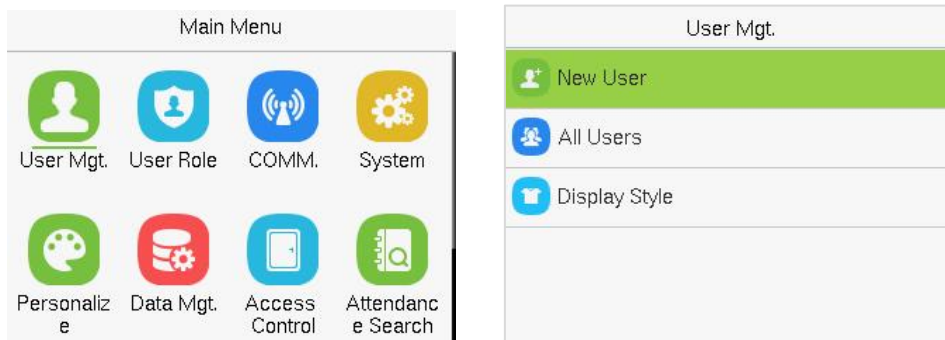 Main Menu
User Mgt.
User Role
COMM.
System
Personaliz
e
Data Mgt.
Access
Control
Attendanc
e Search
User Mgt.
New User
All Users
Display Style